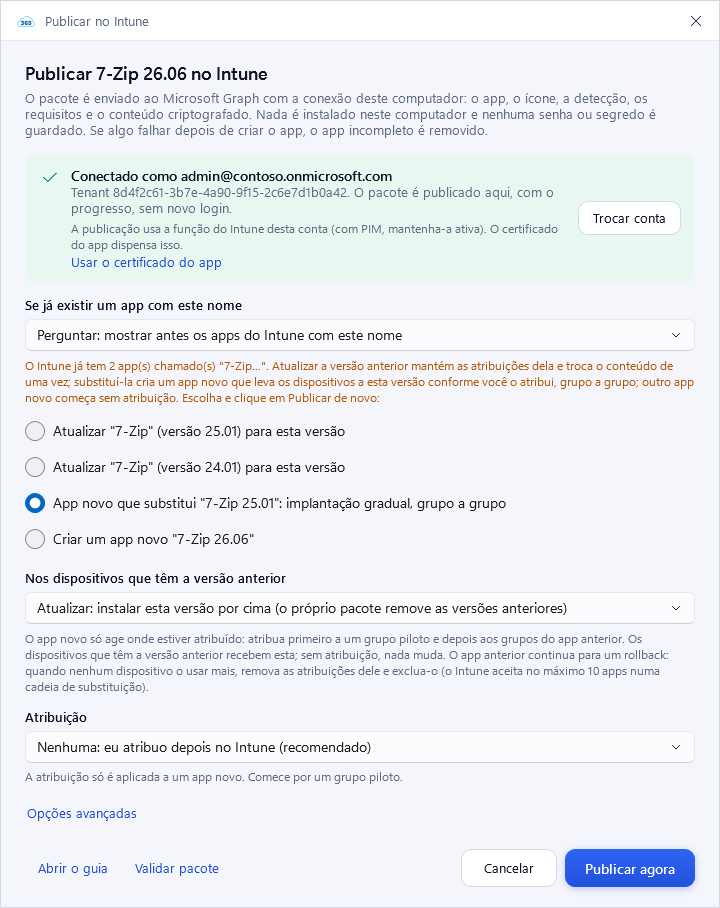 365
Publicar no Intune
Publicar 7-Zip 26.06 no Intune
O pacote é enviado ao Microsoft Graph com a conexão deste computador: o app, o ícone, a detecção, os
requisitos e o conteúdo criptografado. Nada é instalado neste computador e nenhuma senha ou segredo é
guardado. Se algo falhar depois de criar o app, o app incompleto é removido.
Conectado como admin@contoso.onmicrosoft.com
Tenant 8d4f2c61-3b7e-4a90-9f15-2c6e7d1b0a42. O pacote é publicado aqui, com o
progresso, sem novo login.
A publicação usa a função do Intune desta conta (com PIM, mantenha-a ativa). O certificado
do app dispensa isso.
Usar o certificado do app
Trocar conta
Se já existir um app com este nome
Perguntar: mostrar antes os apps do Intune com este nome
O Intune já tem 2 app(s) chamado(s) "7-Zip...". Atualizar a versão anterior mantém as atribuições dela e troca o conteúdo de
uma vez; substituí-la cria um app novo que leva os dispositivos a esta versão conforme você o atribui, grupo a grupo; outro app
novo começa sem atribuição. Escolha e clique em Publicar de novo:
Atualizar "7-Zip" (versão 25.01) para esta versão
Atualizar "7-Zip" (versão 24.01) para esta versão
App novo que substitui "7-Zip 25.01": implantação gradual, grupo a grupo
Criar um app novo "7-Zip 26.06"
Nos dispositivos que têm a versão anterior
Atualizar: instalar esta versão por cima (o próprio pacote remove as versões anteriores)
O app novo só age onde estiver atribuído: atribua primeiro a um grupo piloto e depois aos grupos do app anterior. Os
dispositivos que têm a versão anterior recebem esta; sem atribuição, nada muda. O app anterior continua para um rollback:
quando nenhum dispositivo o usar mais, remova as atribuições dele e exclua-o (o Intune aceita no máximo 10 apps numa
cadeia de substituição).
Atribuição
Nenhuma: eu atribuo depois no Intune (recomendado)
A atribuição só é aplicada a um app novo. Comece por um grupo piloto.
Opções avançadas
Abrir o guia
Validar pacote
Cancelar
Publicar agora